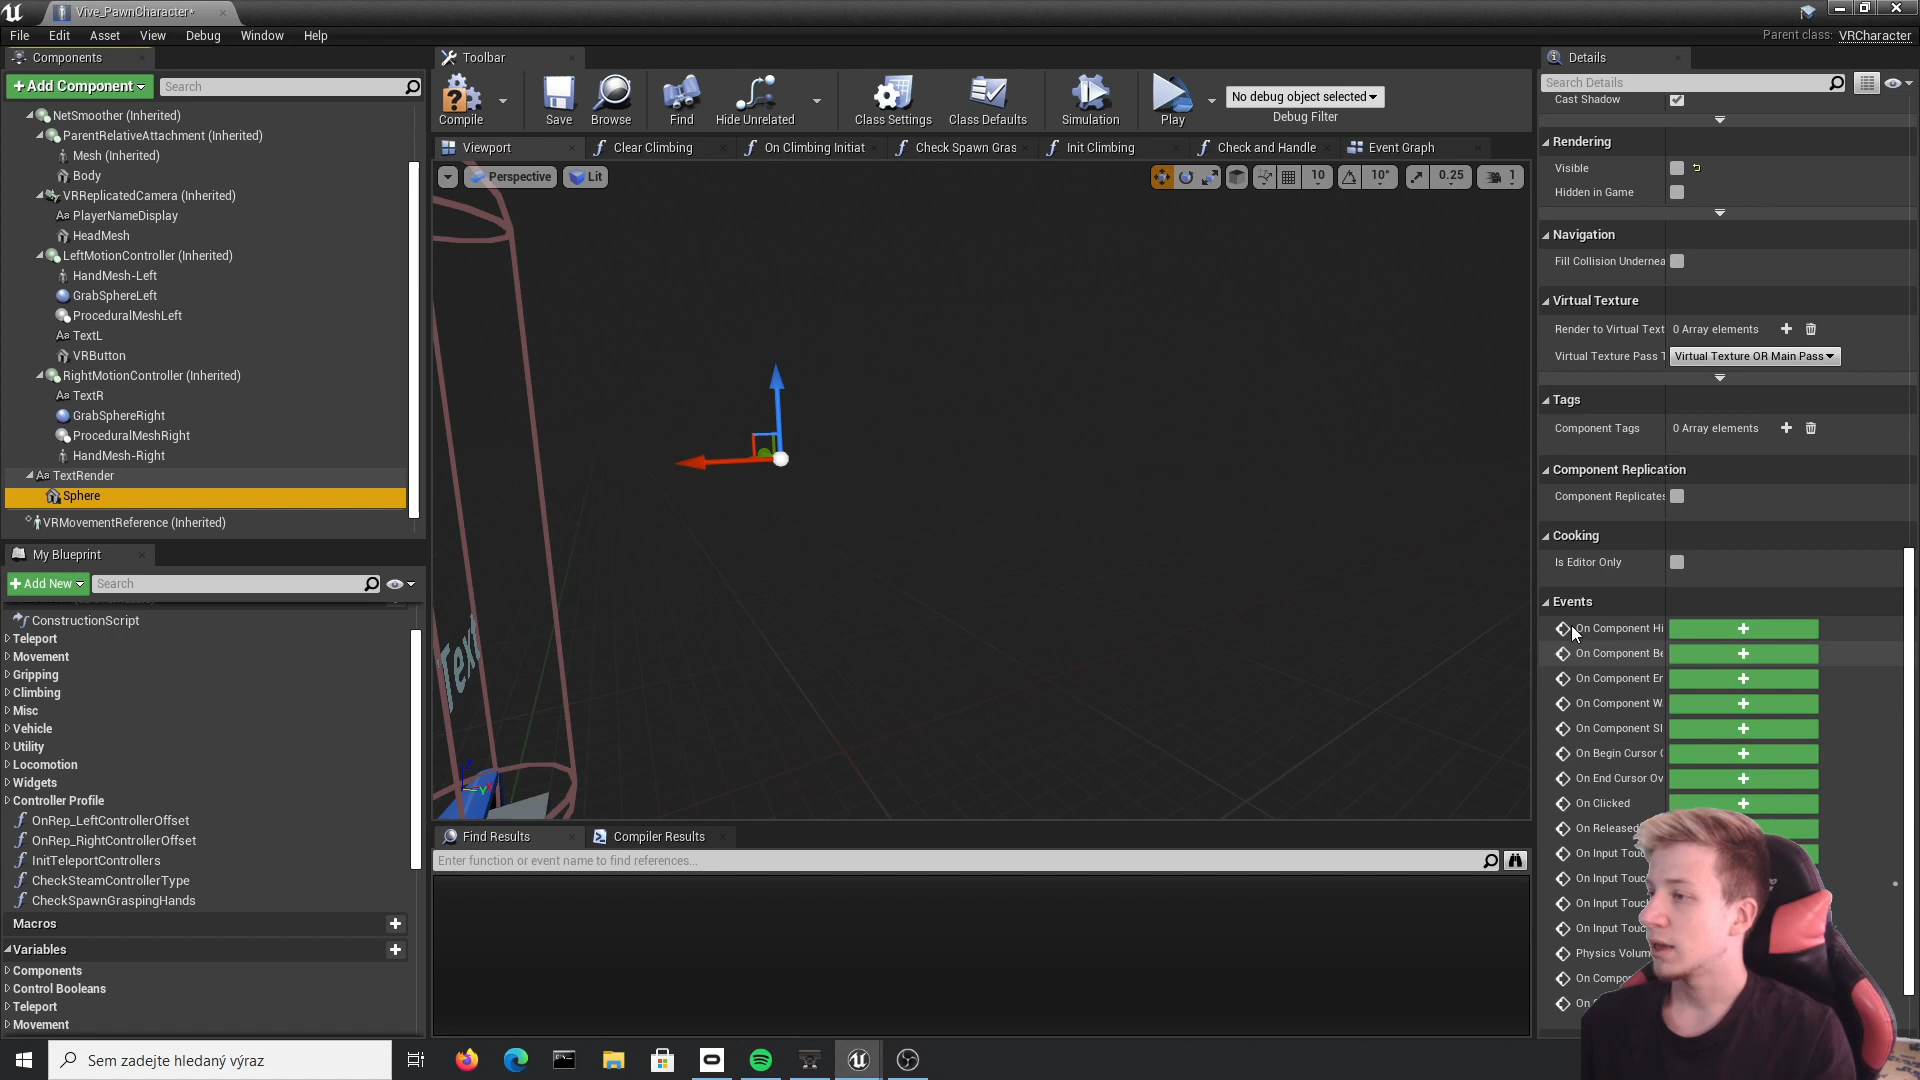 Vive_PawnCharacter*
File Edit Asset View Debug Window Help
Parent class: VRCharacter
Components
+Add Component
Search
NetSmoother (Inherited)
ParentRelativeAttachment (Inherited)
Mesh (Inherited)
Body
VRReplicatedCamera (Inherited)
Aa PlayerNameDisplay
HeadMesh
LeftMotionController (Inherited)
HandMesh-Left
GrabSphereLeft
ProceduralMeshLeft
Aa TextL
VRButton
RightMotionController (Inherited)
Aa TextR
GrabSphereRight
ProceduralMeshRight
HandMesh-Right
Aa TextRender
Sphere
VRMovementReference (Inherited)
My Blueprint
+Add New
Search
ConstructionScript
Teleport
Movement
Gripping
Climbing
Misc
Vehicle
Utility
Locomotion
Widgets
Controller Profile
OnRep_LeftControllerOffset
OnRep_RightControllerOffset
InitTeleportControllers
CheckSteamControllerType
CheckSpawnGraspingHands
Macros
Variables
Components
Control Booleans
Teleport
Movement
Toolbar
Compile
Save
Browse
Find
Hide Unrelated
Class Settings
Class Defaults
Simulation
Play
No debug object selected
Debug Filter
Viewport
Clear Climbing
On Climbing Initiat
Check Spawn Gras
Init Climbing
Check and Handle
Event Graph
Perspective
Lit
10
10°
0.25
1
Text
Z
Y
Find Results
Compiler Results
Enter function or event name to find references...
Details
Search Details
Cast Shadow
Rendering
Visible
Hidden in Game
Navigation
Fill Collision Undernea
Virtual Texture
Render to Virtual Text 0 Array elements
Virtual Texture Pass T Virtual Texture OR Main Pass
Tags
Component Tags 0 Array elements
Component Replication
Component Replicates
Cooking
Is Editor Only
Events
On Component Hi
On Component Be
On Component Er
On Component W
On Component Sl
On Begin Cursor
On End Cursor Ov
On Clicked
On Released
On Input Touc
On Input Touc
On Input Touc
On Input Touc
Physics Volum
On Compo
Sem zadejte hledaný výraz